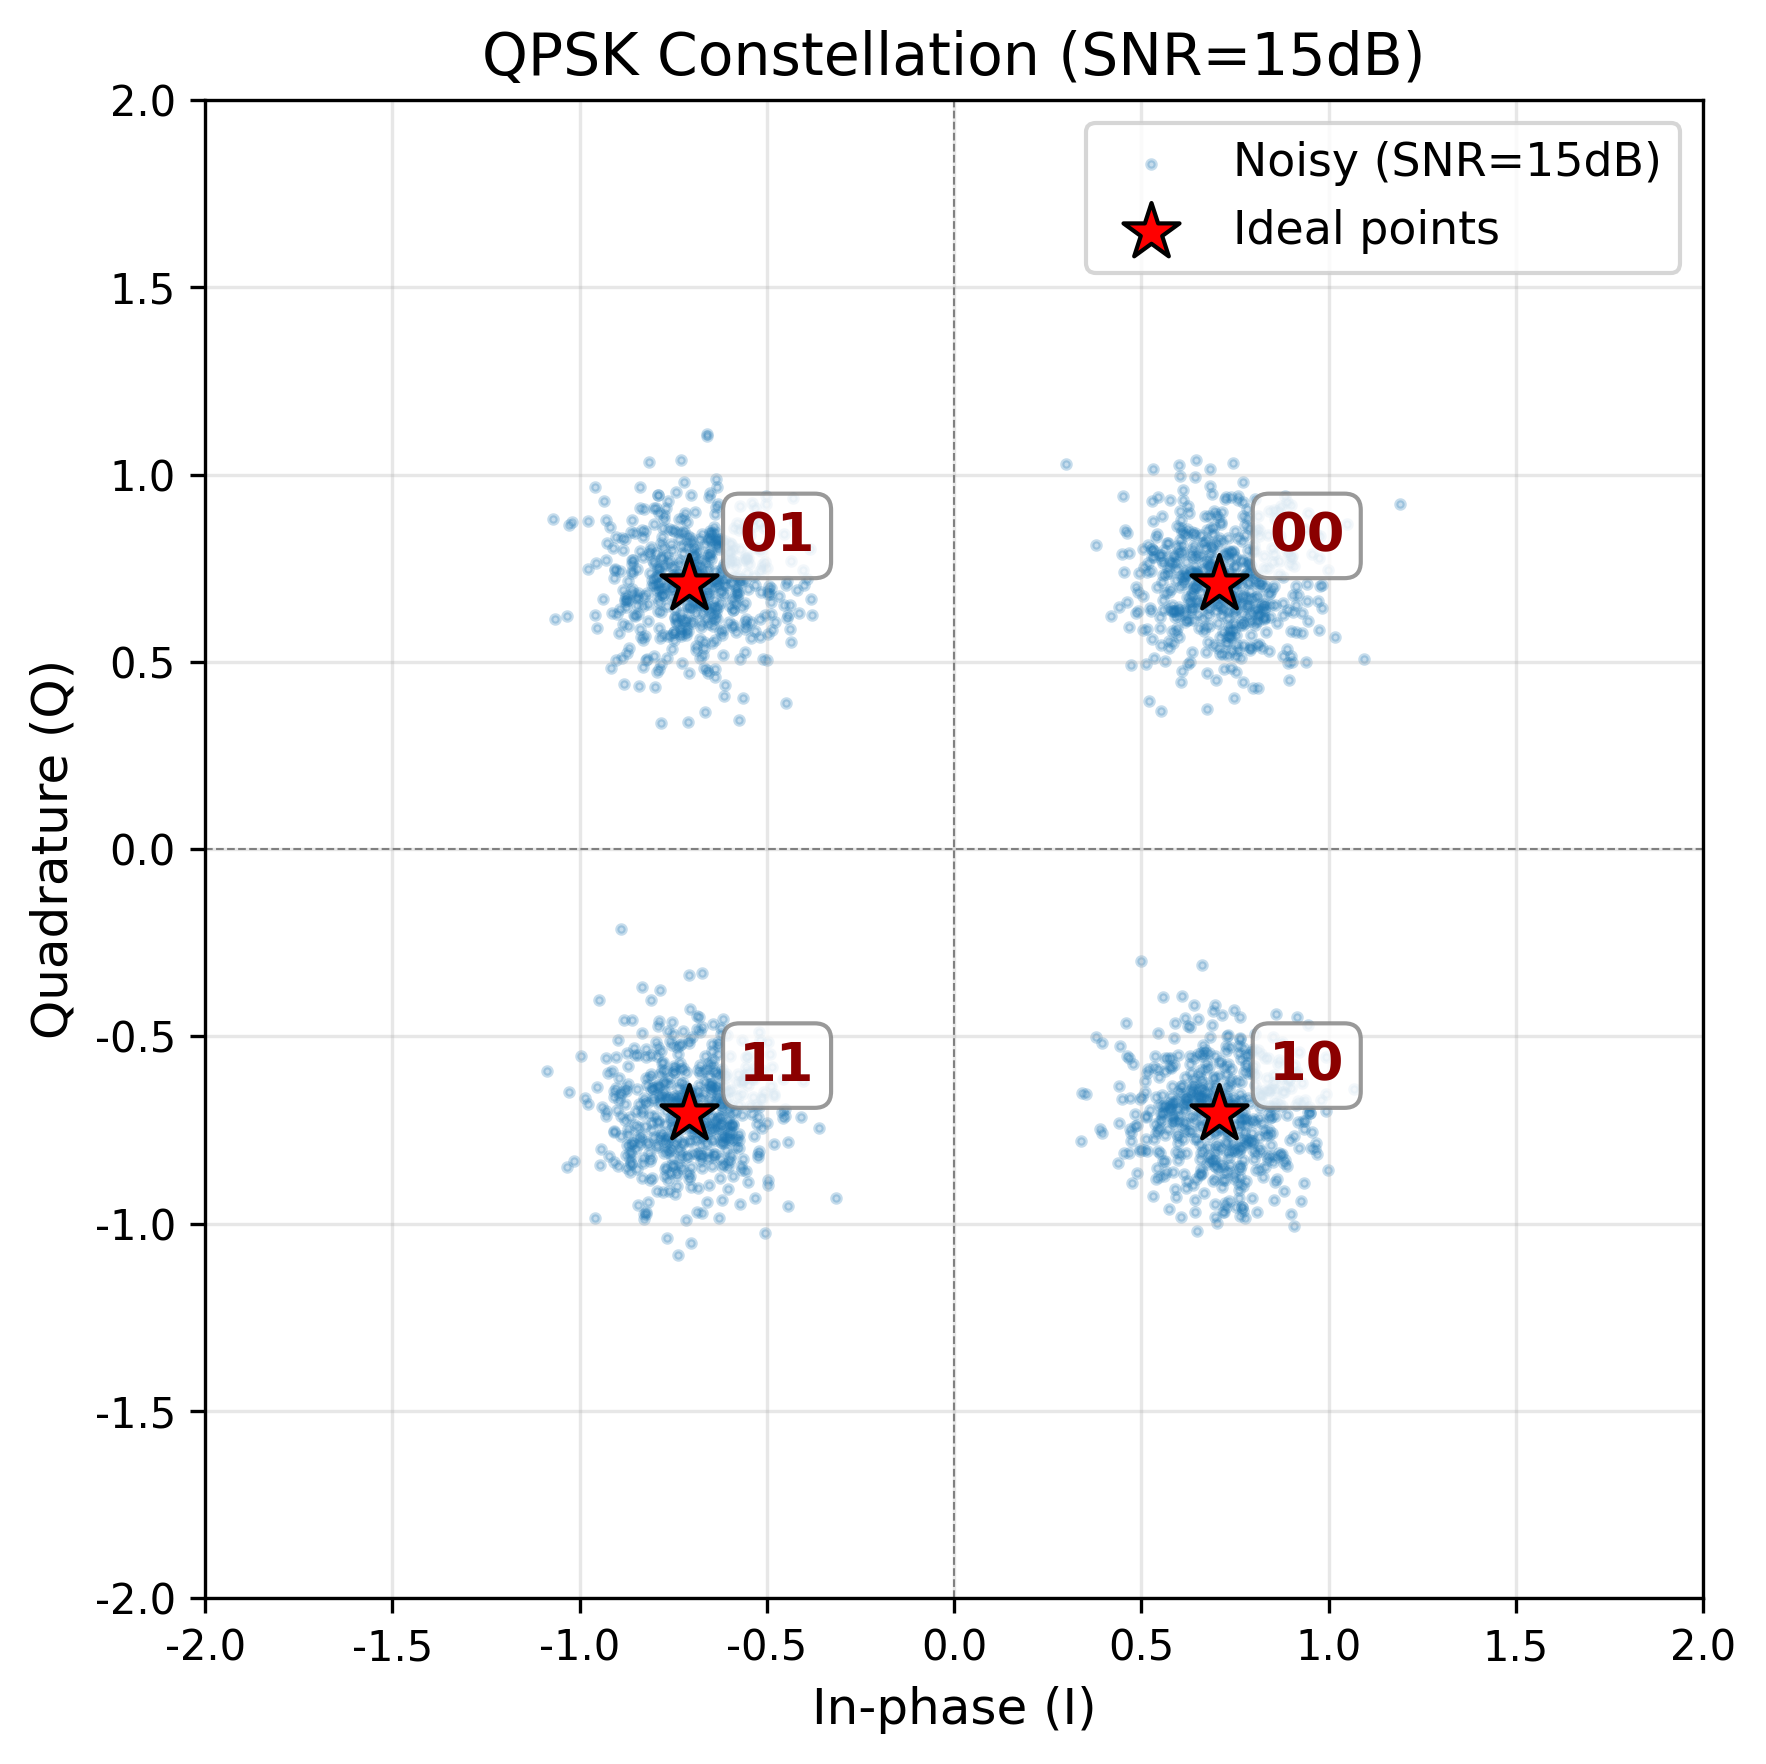 QPSK Constellation (SNR=15dB)
Noisy (SNR=15dB)
Ideal points
2.0
1.5
1.0
0.5
0.0
-0.5
-1.0
-1.5
-2.0
Quadrature (Q)
01
00
11
10
-2.0 -1.5 -1.0 -0.5 0.0 0.5 1.0 1.5 2.0
In-phase (I)